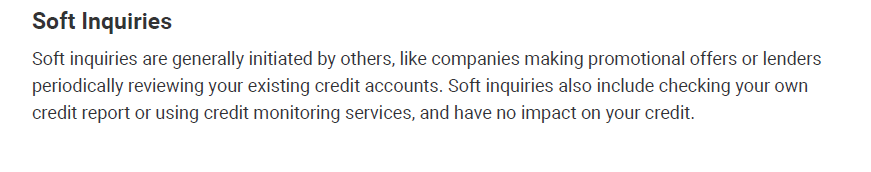 Soft Inquiries
Soft inquiries are generally initiated by others, like companies making promotional offers or lenders
periodically reviewing your existing credit accounts. Soft inquiries also include checking your own
credit report or using credit monitoring services, and have no impact on your credit.